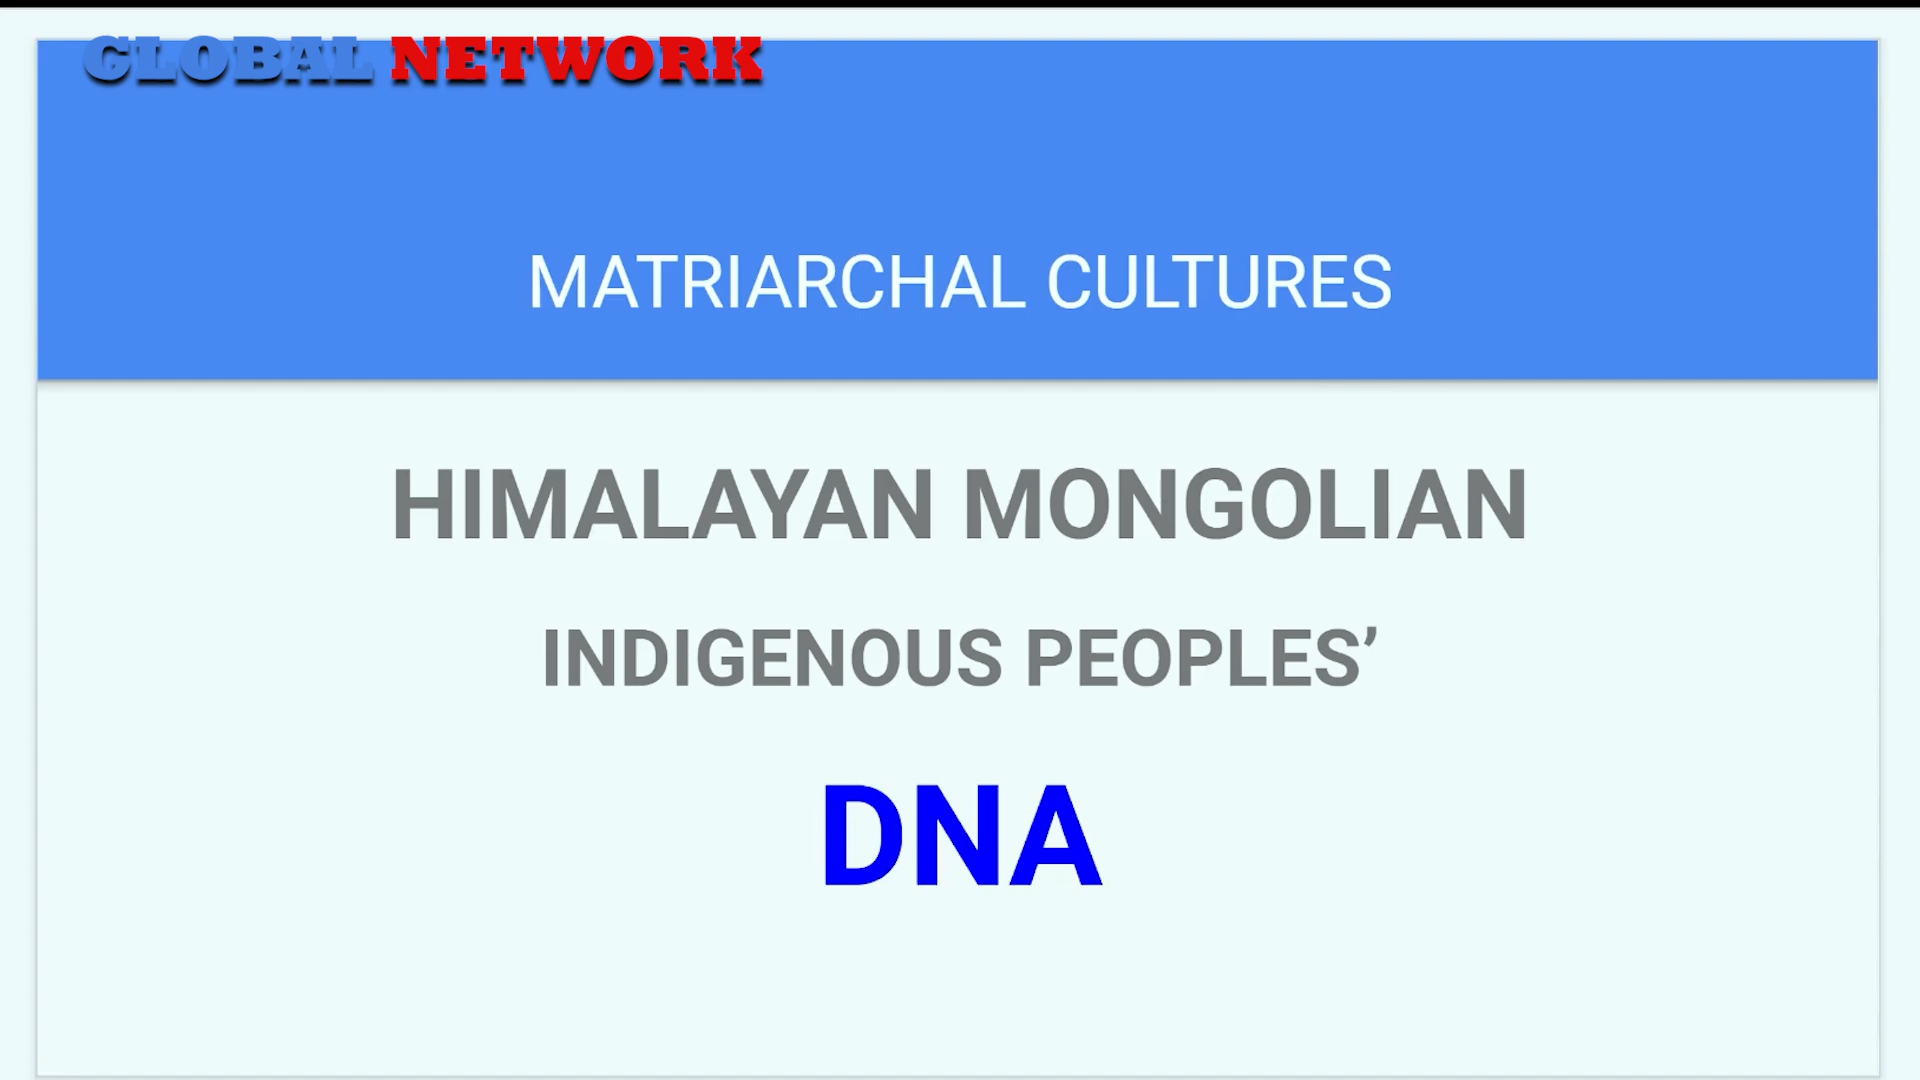 GLOBAL NETWORK
MATRIARCHAL CULTURES
HIMALAYAN MONGOLIAN
INDIGENOUS PEOPLES’
DNA